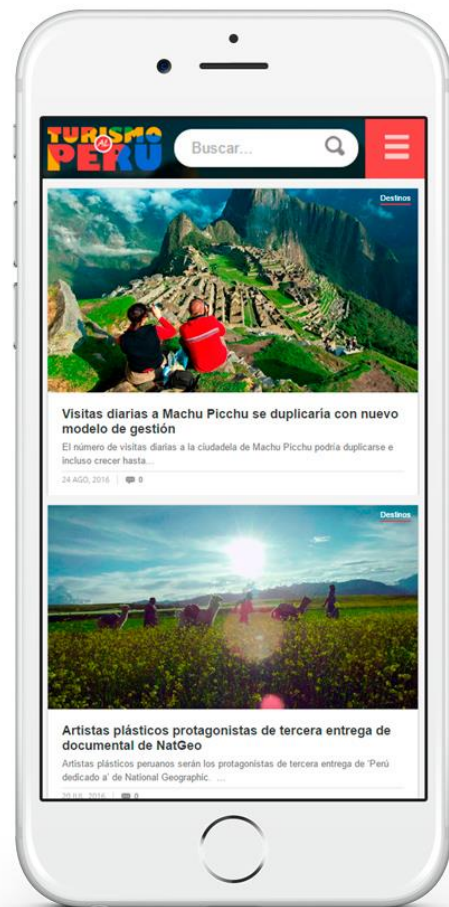 TURISMO
AL
PERÚ
Buscar...
Destinos
Visitas diarias a Machu Picchu se duplicaría con nuevo
modelo de gestión
El número de visitas diarias a la ciudadela de Machu Picchu podría duplicarse e
incluso crecer hasta...
24 AGO, 2016 | 0
Destinos
Artistas plásticos protagonistas de tercera entrega de
documental de NatGeo
Artistas plásticos peruanos serán los protagonistas de tercera entrega de 'Perú
dedicado a' de National Geographic. ...
20 JUL, 2016 | 0